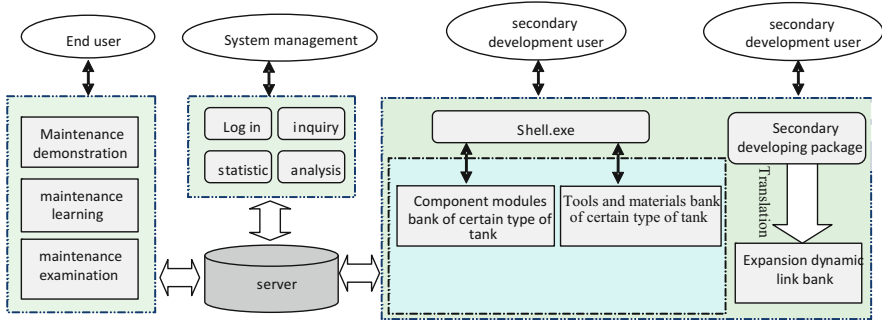 End user
System management
secondary
development user
secondary
development user
Maintenance
demonstration
maintenance
learning
maintenance
examination
Log in
inquiry
statistic
analysis
server
Shell.exe
Component modules
bank of certain type of
tank
Tools and materials bank
of certain type of tank
Secondary
developing package
Translation
Expansion dynamic
link bank